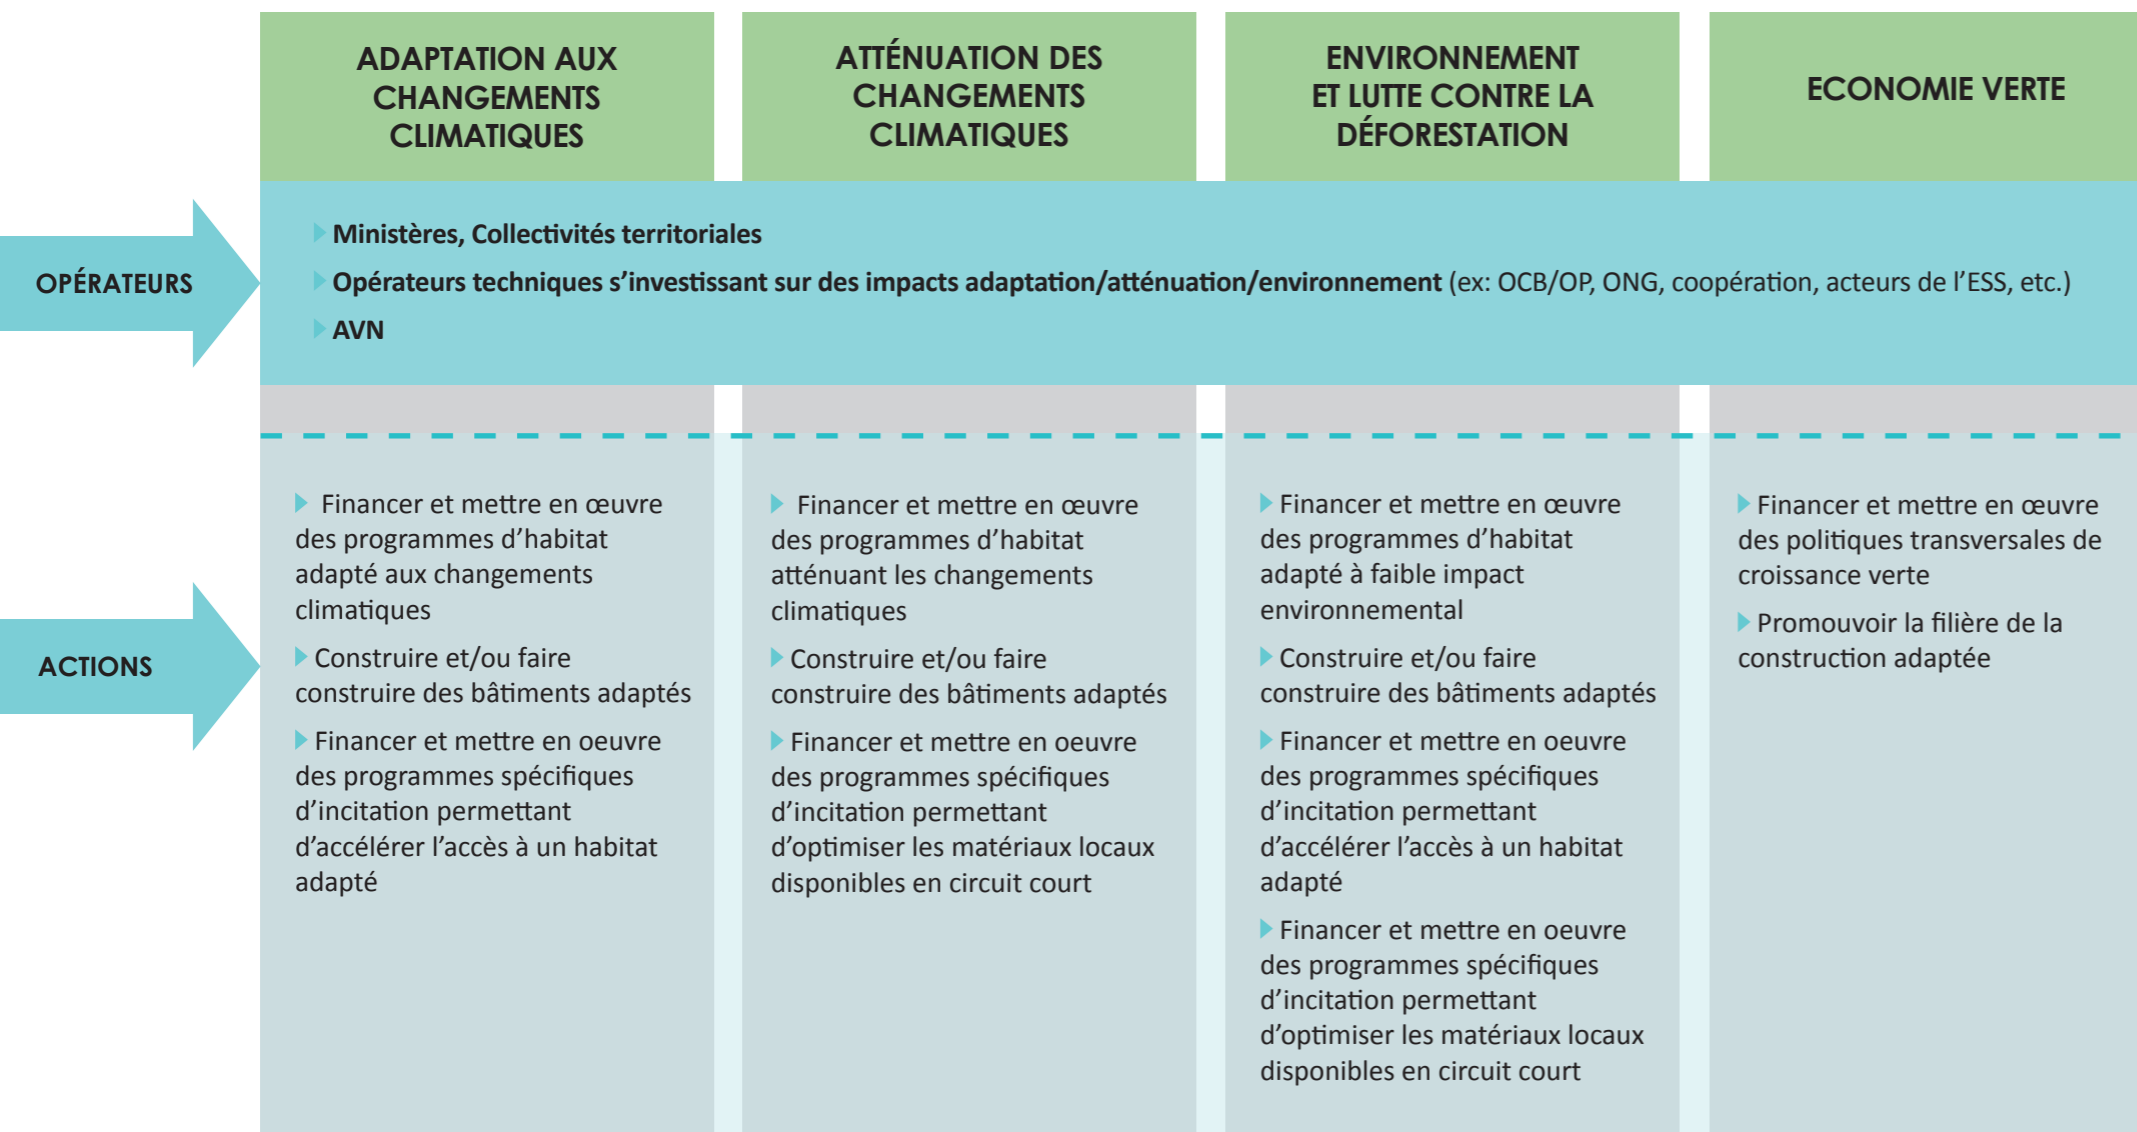 ADAPTATION AUX
CHANGEMENTS
CLIMATIQUES
ATTÉNUATION DES
CHANGEMENTS
CLIMATIQUES
ENVIRONNEMENT
ET LUTTE CONTRE LA
DÉFORESTATION
ECONOMIE VERTE
OPÉRATEURS
Ministères, Collectivités territoriales
Opérateurs techniques s’investissant sur des impacts adaptation/atténuation/environnement (ex: OCB/OP, ONG, coopération, acteurs de l’ESS, etc.)
AVN
ACTIONS
Financer et mettre en œuvre
des programmes d’habitat
adapté aux changements
climatiques
Construire et/ou faire
construire des bâtiments adaptés
Financer et mettre en oeuvre
des programmes spécifiques
d’incitation permettant
d’accélérer l’accès à un habitat
adapté
Financer et mettre en œuvre
des programmes d’habitat
atténuant les changements
climatiques
Construire et/ou faire
construire des bâtiments adaptés
Financer et mettre en oeuvre
des programmes spécifiques
d’incitation permettant
d’optimiser les matériaux locaux
disponibles en circuit court
Financer et mettre en œuvre
des programmes d’habitat
adapté à faible impact
environnemental
Construire et/ou faire
construire des bâtiments adaptés
Financer et mettre en oeuvre
des programmes spécifiques
d’incitation permettant
d’accélérer l’accès à un habitat
adapté
Financer et mettre en oeuvre
des programmes spécifiques
d’incitation permettant
d’optimiser les matériaux locaux
disponibles en circuit court
Financer et mettre en œuvre
des politiques transversales de
croissance verte
Promouvoir la filière de la
construction adaptée